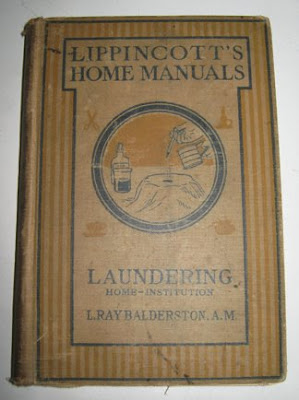 LIPPINCOTT'S
HOME MANUALS
LAUNDERING
HOME-INSTITUTION
L. RAY BALDERSTON, A.M.